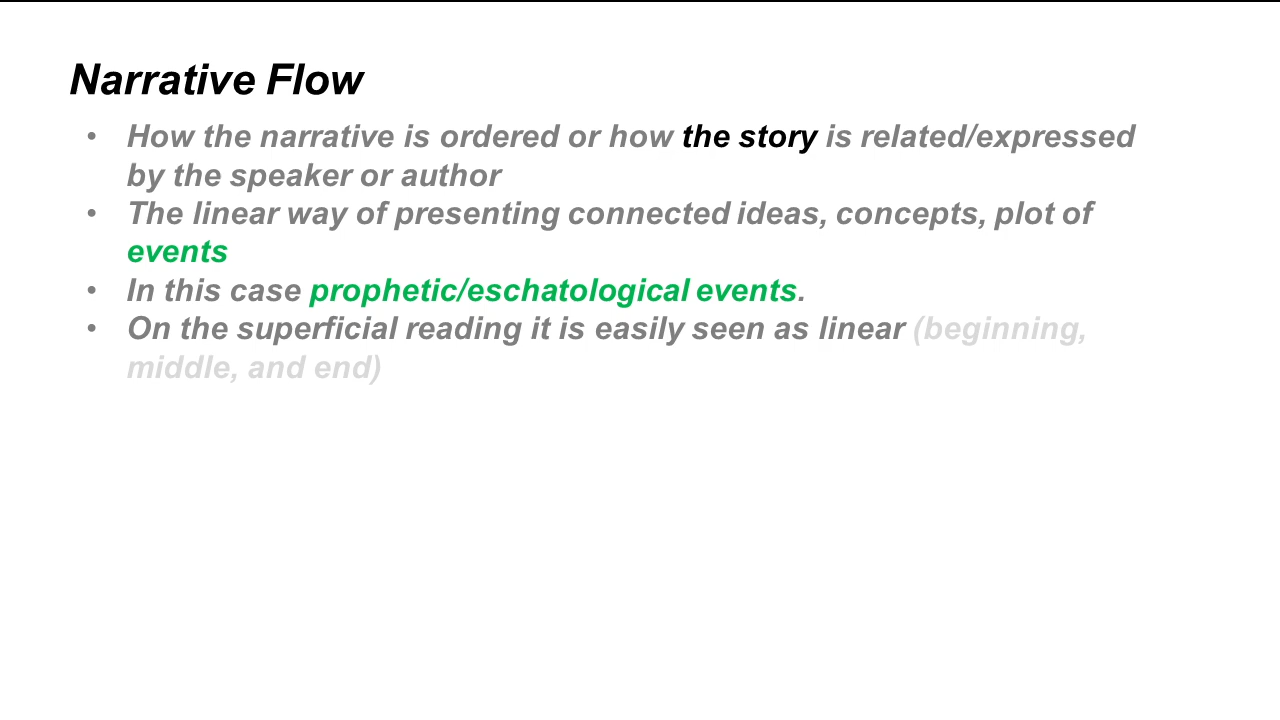 Narrative Flow
• How the narrative is ordered or how the story is related/expressed
by the speaker or author
• The linear way of presenting connected ideas, concepts, plot of
events
• In this case prophetic/eschatological events.
• On the superficial reading it is easily seen as linear (beginning,
middle, and end)